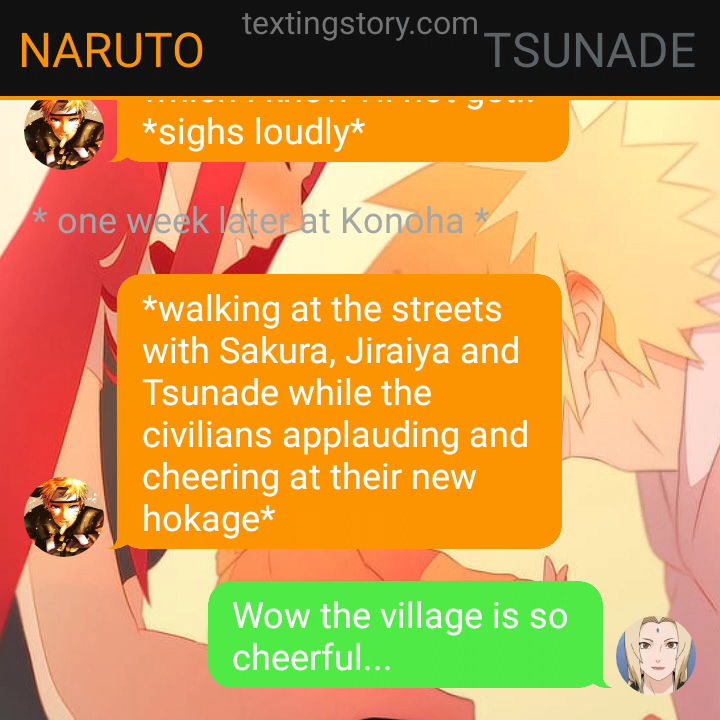 textingstory.com
NARUTO
TSUNADE
*sighs loudly*
* one week later at Konoha *
*walking at the streets
with Sakura, Jiraiya and
Tsunade while the
civilians applauding and
cheering at their new
hokage*
Wow the village is so
cheerful...